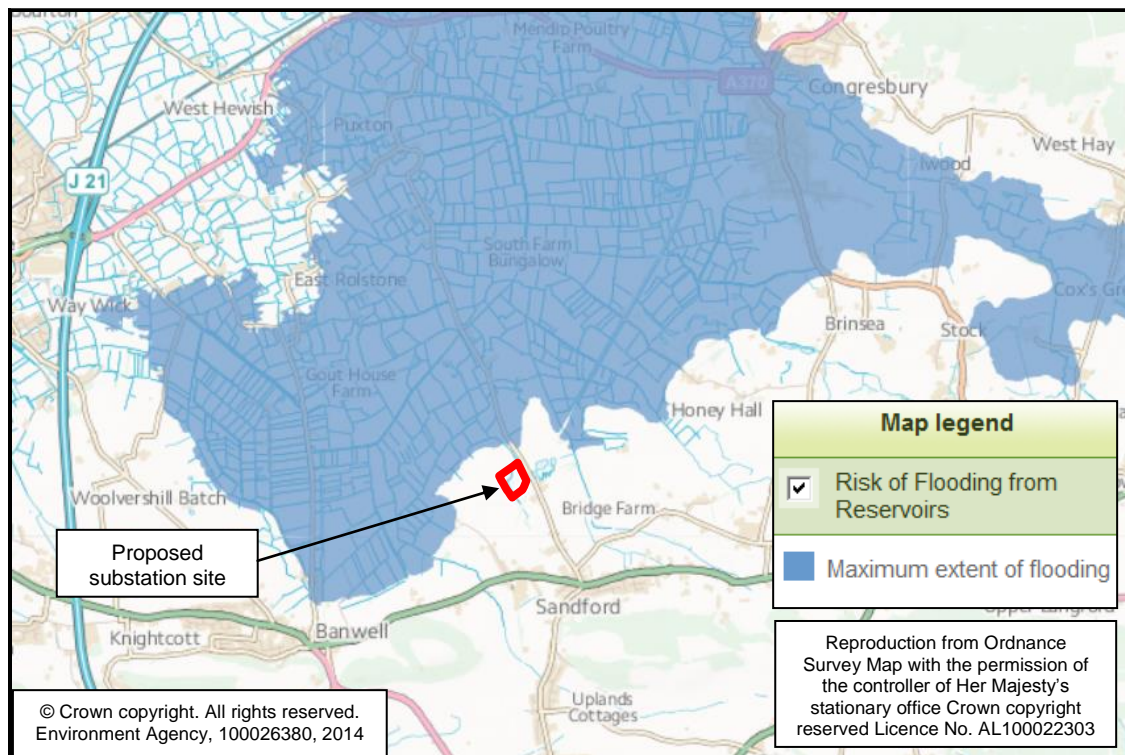 Mendip Poultry
Farm
A370
Congresbury
West Hewish
Puxton
West Hay
Iwood
J 21
South Farm
Bungalow
East Rolstone
Way Wick
Brinsea
Stock
Gout House
Farm
Honey Hall
Woolvershill Batch
Bridge Farm
Proposed
substation site
Sandford
Knightcott
Banwell
Uplands
Cottages
Map legend
Risk of Flooding from
Reservoirs
Maximum extent of flooding
Reproduction from Ordnance
Survey Map with the permission of
the controller of Her Majesty's
stationary office Crown copyright
reserved Licence No. AL100022303
© Crown copyright. All rights reserved.
Environment Agency, 100026380, 2014